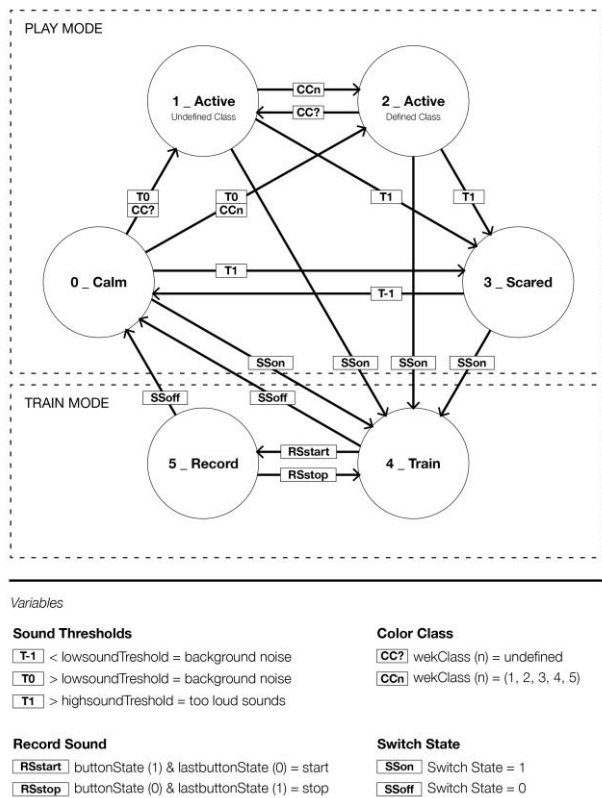 PLAY MODE
1 _ Active
Undefined Class
CCn
CC?
2 _ Active
Defined Class
T0
CC?
T0
CCn
T1
T1
0 _ Calm
T1
T-1
3 _ Scared
SSon
SSon
SSon
SSon
TRAIN MODE
SSoff
SSoff
5 _ Record
RSstart
RSstop
4 _ Train
Variables
Sound Thresholds
T-1 < lowsoundTreshold = background noise
T0 > lowsoundTreshold = background noise
T1 > highsoundTreshold = too loud sounds
Color Class
CC? wekClass (n) = undefined
CCn wekClass (n) = (1, 2, 3, 4, 5)
Record Sound
RSstart buttonState (1) & lastbuttonState (0) = start
RSstop buttonState (0) & lastbuttonState (1) = stop
Switch State
SSon Switch State = 1
SSoff Switch State = 0